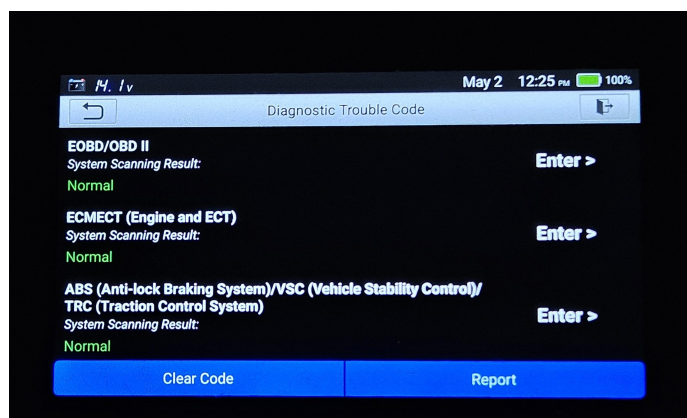 14.1v
May 2 12:25 PM 100%
Diagnostic Trouble Code
EOBD/OBD II
System Scanning Result:
Enter >
Normal
ECMECT (Engine and ECT)
System Scanning Result:
Enter >
Normal
ABS (Anti-lock Braking System)/VSC (Vehicle Stability Control)/
TRC (Traction Control System)
System Scanning Result:
Enter >
Normal
Clear Code
Report